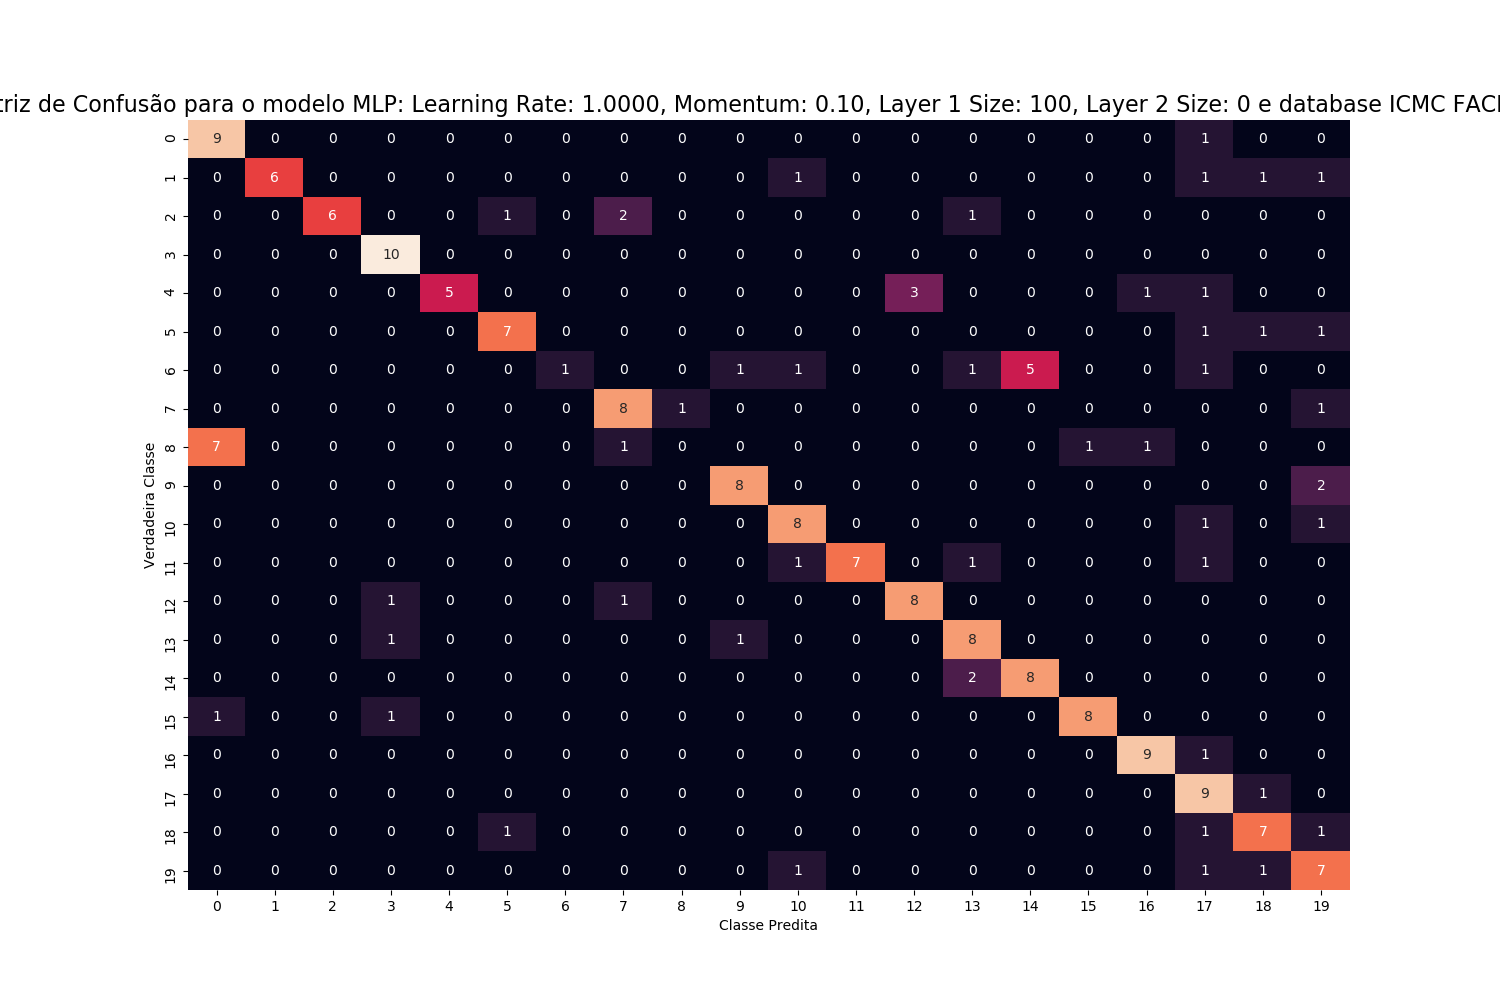 triz de Confusão para o modelo MLP: Learning Rate: 1.0000, Momentum: 0.10, Layer 1 Size: 100, Layer 2 Size: 0 e database ICMC FAC
Verdadeira Classe
0 9 0 0 0 0 0 0 0 0 0 0 0 0 0 0 0 0 1 0 0
1 0 6 0 0 0 0 0 0 0 0 1 0 0 0 0 0 0 1 1 1
2 0 0 6 0 0 1 0 2 0 0 0 0 0 1 0 0 0 0 0 0
3 0 0 0 10 0 0 0 0 0 0 0 0 0 0 0 0 0 0 0 0
4 0 0 0 0 5 0 0 0 0 0 0 0 3 0 0 0 1 1 0 0
5 0 0 0 0 0 7 0 0 0 0 0 0 0 0 0 0 0 1 1 1
6 0 0 0 0 0 0 1 0 0 1 1 0 0 1 5 0 0 1 0 0
7 0 0 0 0 0 0 0 8 1 0 0 0 0 0 0 0 0 0 0 1
8 7 0 0 0 0 0 0 1 0 0 0 0 0 0 0 1 1 0 0 0
9 0 0 0 0 0 0 0 0 0 8 0 0 0 0 0 0 0 0 0 2
10 0 0 0 0 0 0 0 0 0 0 8 0 0 0 0 0 0 1 0 1
11 0 0 0 0 0 0 0 0 0 0 1 7 0 1 0 0 0 1 0 0
12 0 0 0 1 0 0 0 1 0 0 0 0 8 0 0 0 0 0 0 0
13 0 0 0 1 0 0 0 0 0 1 0 0 0 8 0 0 0 0 0 0
14 0 0 0 0 0 0 0 0 0 0 0 0 0 2 8 0 0 0 0 0
15 1 0 0 1 0 0 0 0 0 0 0 0 0 0 0 8 0 0 0 0
16 0 0 0 0 0 0 0 0 0 0 0 0 0 0 0 0 9 1 0 0
17 0 0 0 0 0 0 0 0 0 0 0 0 0 0 0 0 0 9 1 0
18 0 0 0 0 0 1 0 0 0 0 0 0 0 0 0 0 0 1 7 1
19 0 0 0 0 0 0 0 0 0 0 1 0 0 0 0 0 0 1 1 7
0 1 2 3 4 5 6 7 8 9 10 11 12 13 14 15 16 17 18 19
Classe Predita